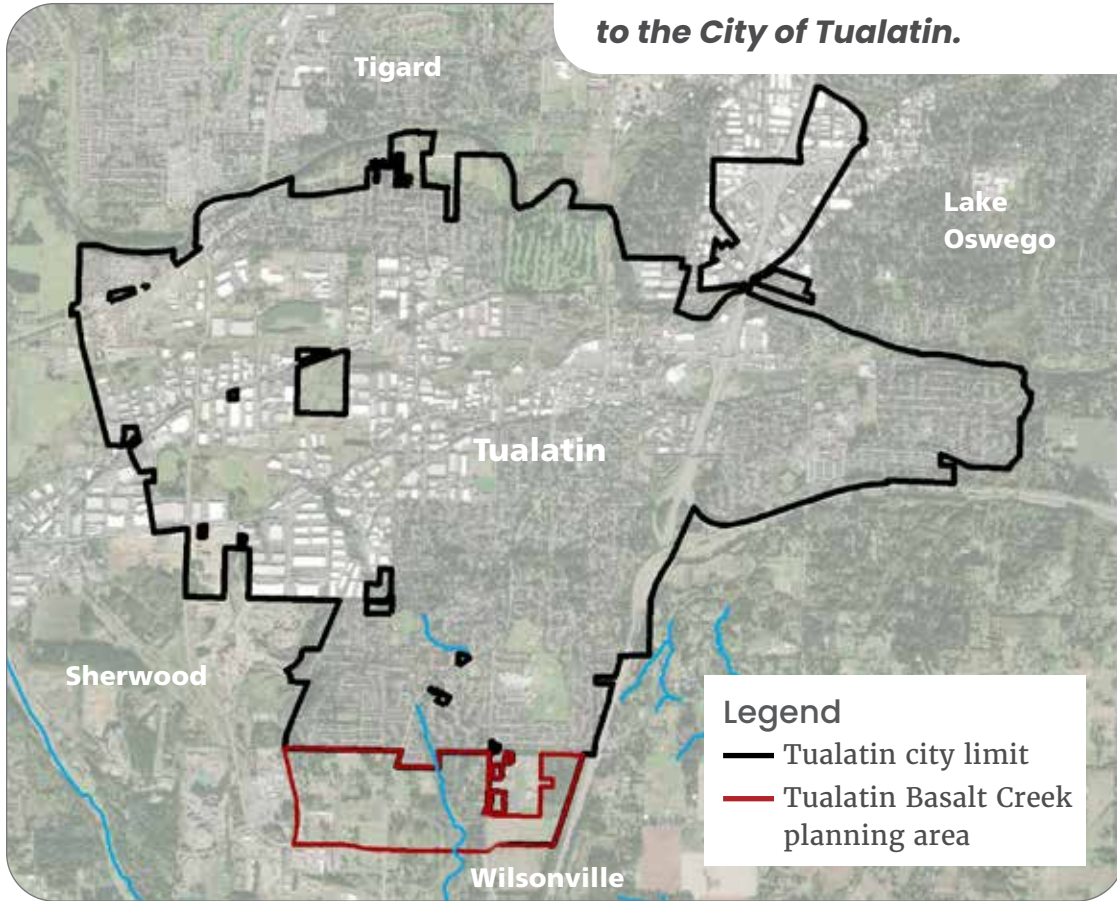 to the City of Tualatin.
Tigard
Lake
Oswego
Tualatin
Sherwood
Legend
Tualatin city limit
Tualatin Basalt Creek
planning area
Wilsonville